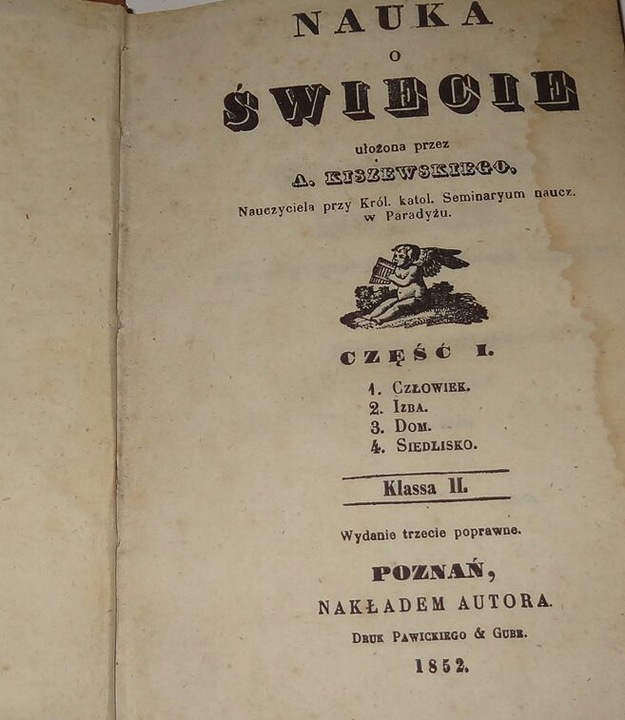 NAUKA
O
ŚWIECIE
ułożona przez
A. KISZEWSKIEGO,
Nauczyciela przy Król. katol. Seminaryum naucz.
w Paradyżu.
CZĘŚĆ I.
1. CZŁOWIEK.
2. IZBA.
3. DOM.
4. SIEDLISKO.
Klassa II.
Wydanie trzecie poprawne.
POZNAŃ,
NAKŁADEM AUTORA.
DRUK PAWICKIEGO & GUBE.
1852.